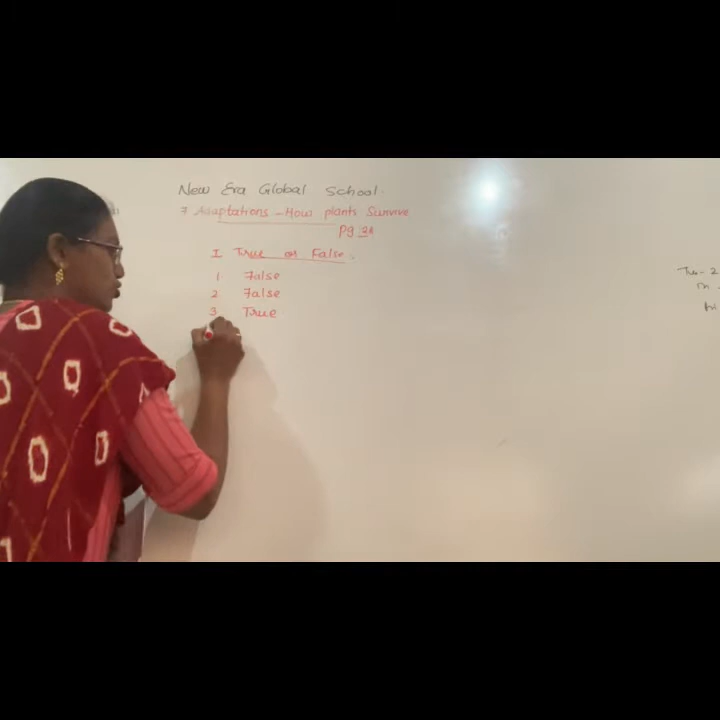 New Era Global School.
7 Adaptations - How plants Survive
Pg
I True or False.
1 False
2 False
3 True